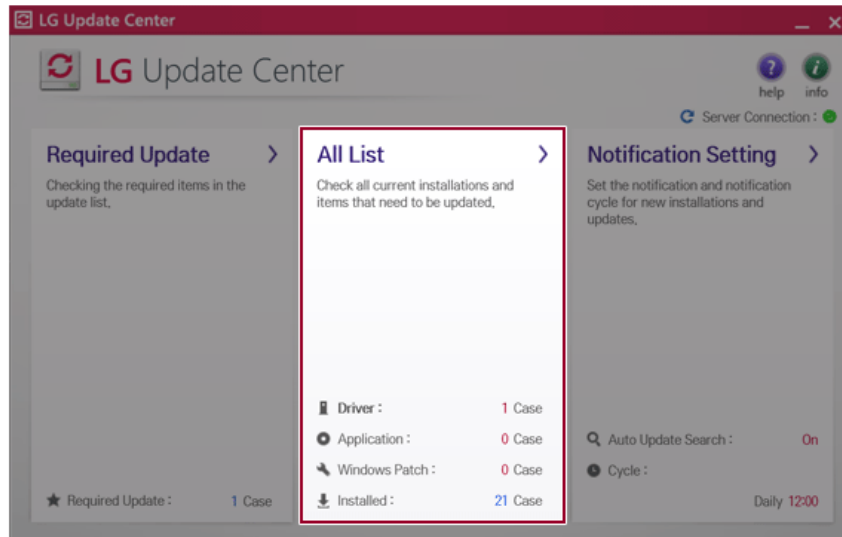 LG Update Center
LG Update Center
help
info
Server Connection :
Required Update
Checking the required items in the
update list.
Required Update : 1 Case
All List
Check all current installations and
items that need to be updated.
Driver : 1 Case
Application : 0 Case
Windows Patch : 0 Case
Installed : 21 Case
Notification Setting
Set the notification and notification
cycle for new installations and
updates.
Auto Update Search : On
Cycle :
Daily 12:00